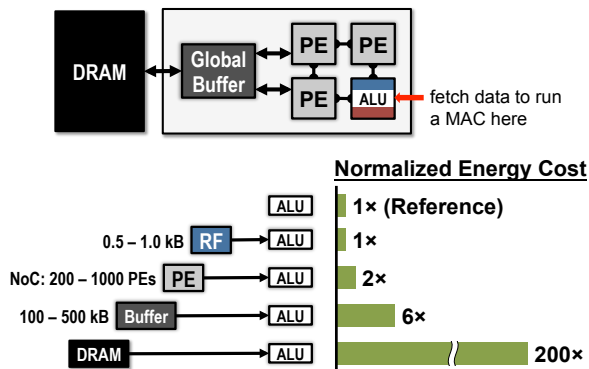 DRAM
Global
Buffer
PE
PE
PE
ALU
fetch data to run
a MAC here
Normalized Energy Cost
ALU
1× (Reference)
0.5 – 1.0 kB
RF
ALU
1×
NoC: 200 – 1000 PEs
PE
ALU
2×
100 – 500 kB
Buffer
ALU
6×
DRAM
ALU
200×